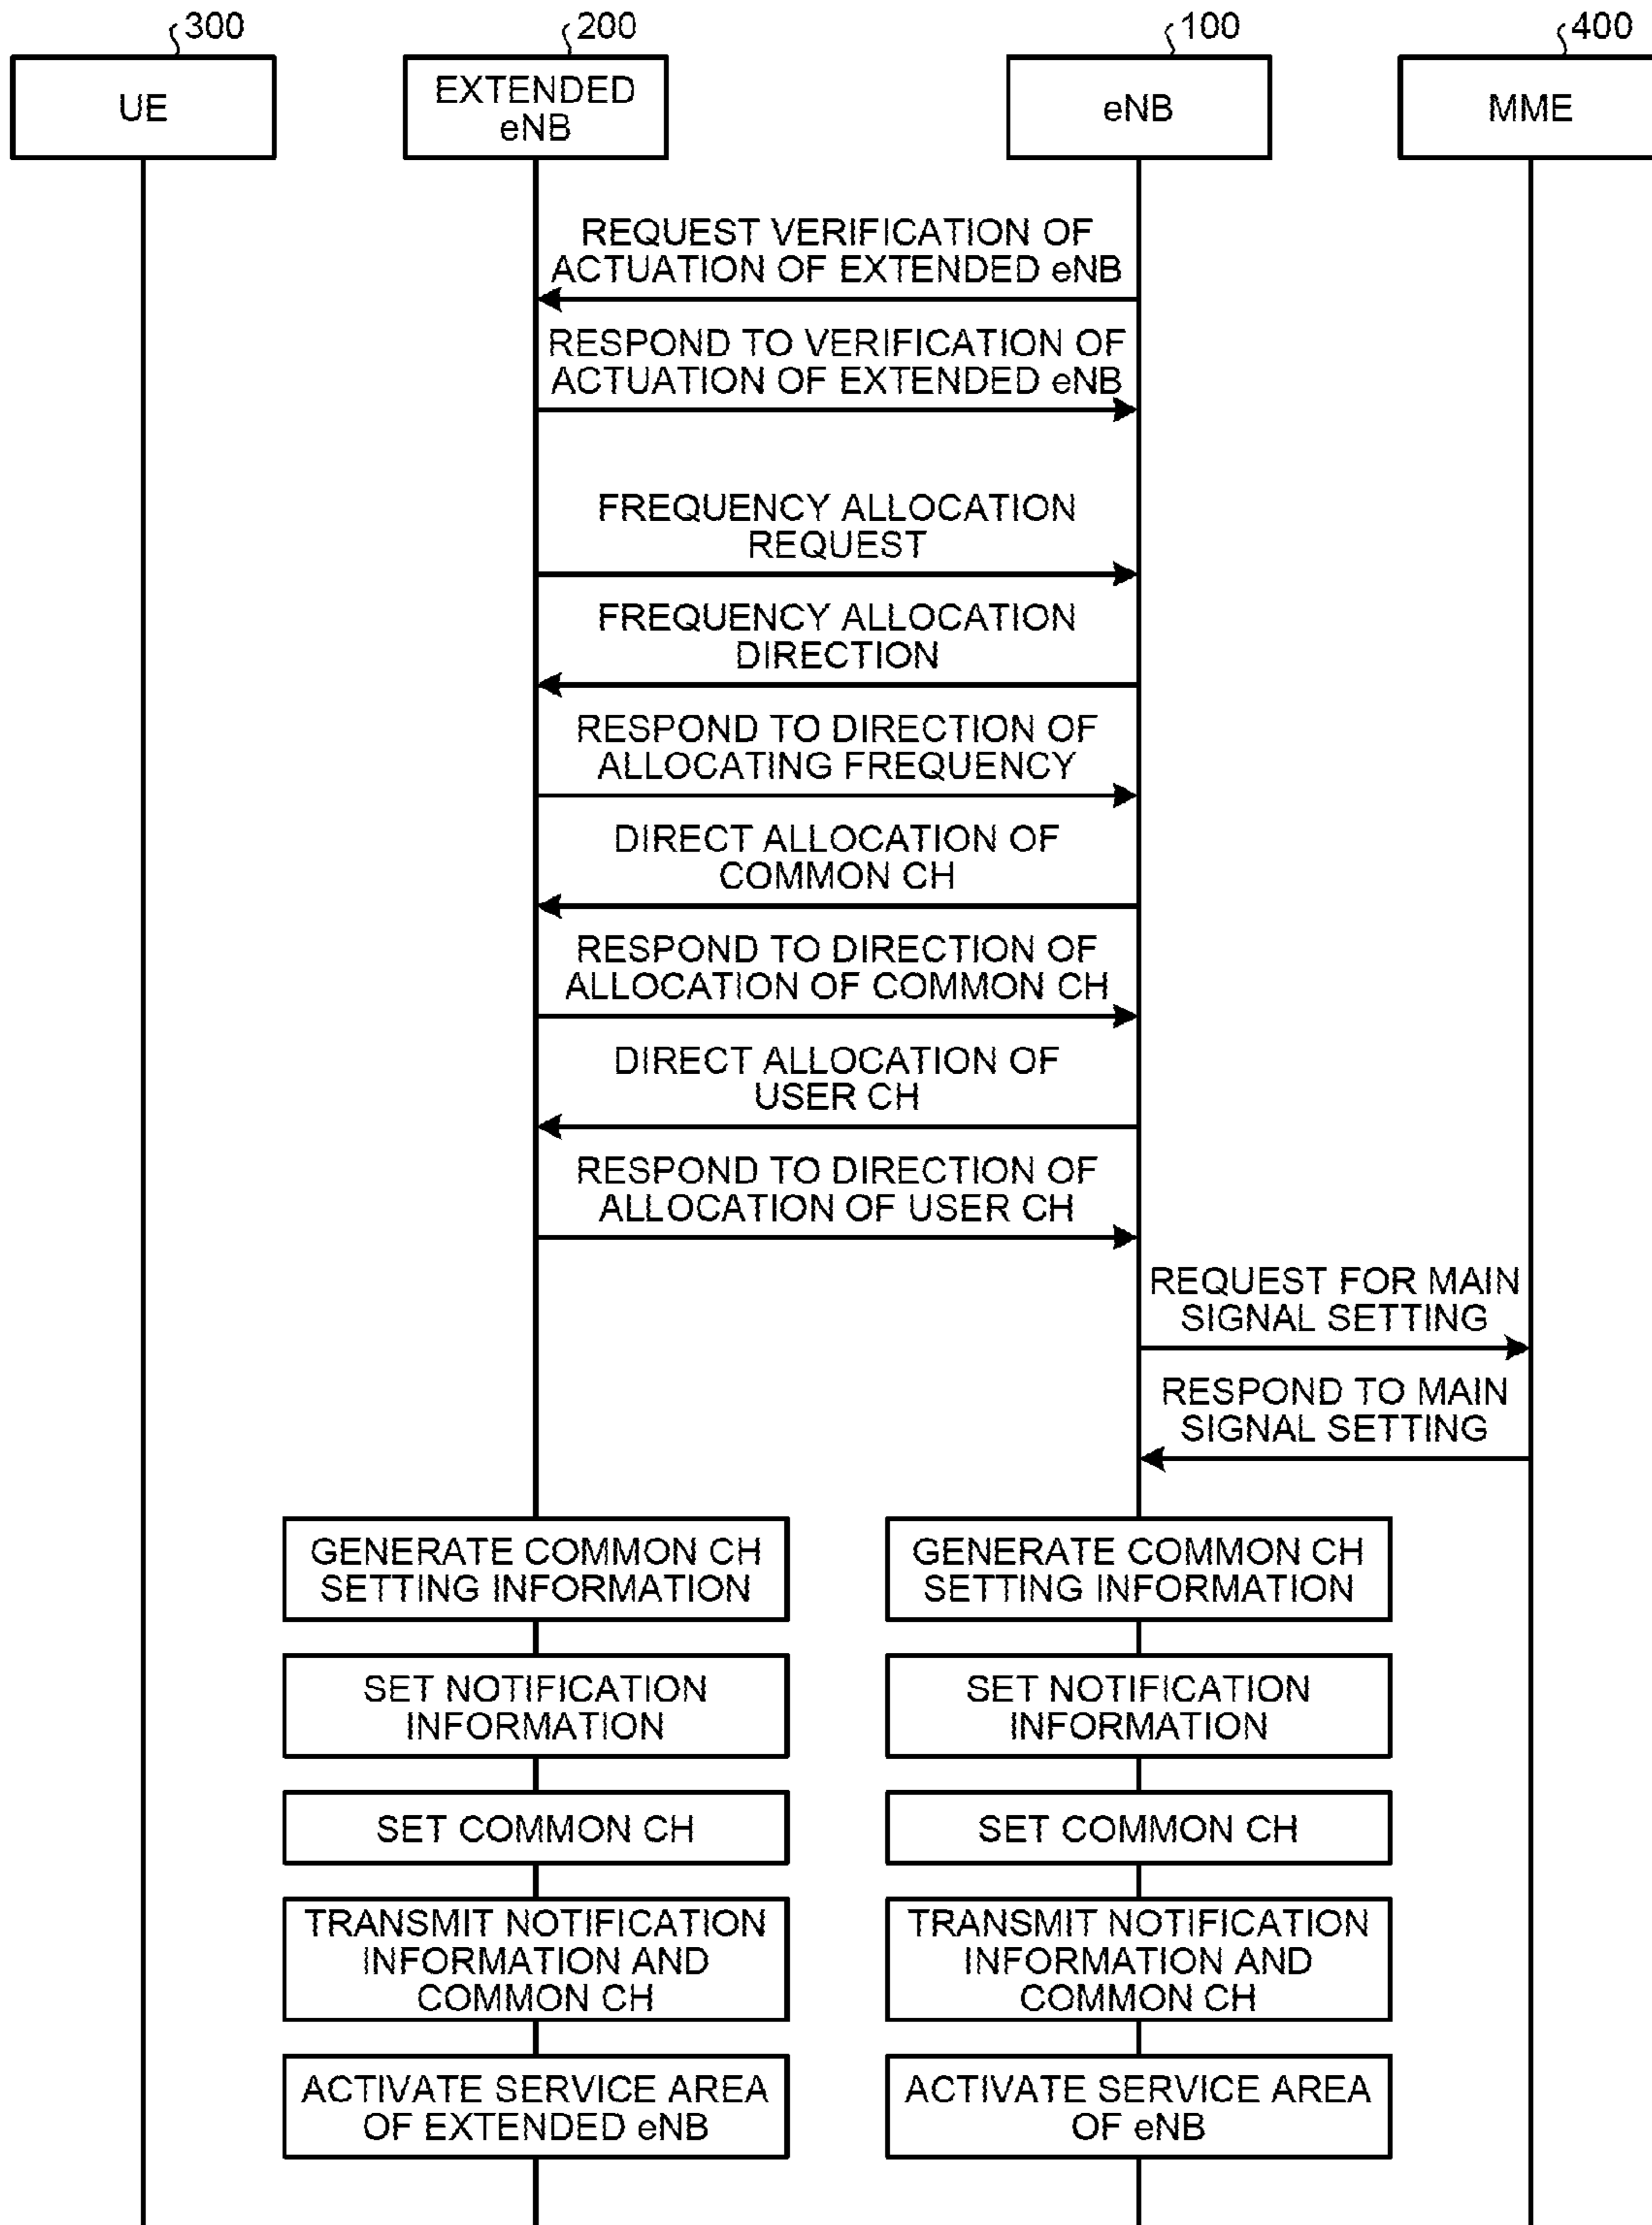 300
200
100
400
UE
EXTENDED
eNB
eNB
MME
REQUEST VERIFICATION OF
ACTUATION OF EXTENDED eNB
RESPOND TO VERIFICATION OF
ACTUATION OF EXTENDED eNB
FREQUENCY ALLOCATION
REQUEST
FREQUENCY ALLOCATION
DIRECTION
RESPOND TO DIRECTION OF
ALLOCATING FREQUENCY
DIRECT ALLOCATION OF
COMMON CH
RESPOND TO DIRECTION OF
ALLOCATION OF COMMON CH
DIRECT ALLOCATION OF
USER CH
RESPOND TO DIRECTION OF
ALLOCATION OF USER CH
REQUEST FOR MAIN
SIGNAL SETTING
RESPOND TO MAIN
SIGNAL SETTING
GENERATE COMMON CH
SETTING INFORMATION
GENERATE COMMON CH
SETTING INFORMATION
SET NOTIFICATION
INFORMATION
SET NOTIFICATION
INFORMATION
SET COMMON CH
SET COMMON CH
TRANSMIT NOTIFICATION
INFORMATION AND
COMMON CH
TRANSMIT NOTIFICATION
INFORMATION AND
COMMON CH
ACTIVATE SERVICE AREA
OF EXTENDED eNB
ACTIVATE SERVICE AREA
OF eNB